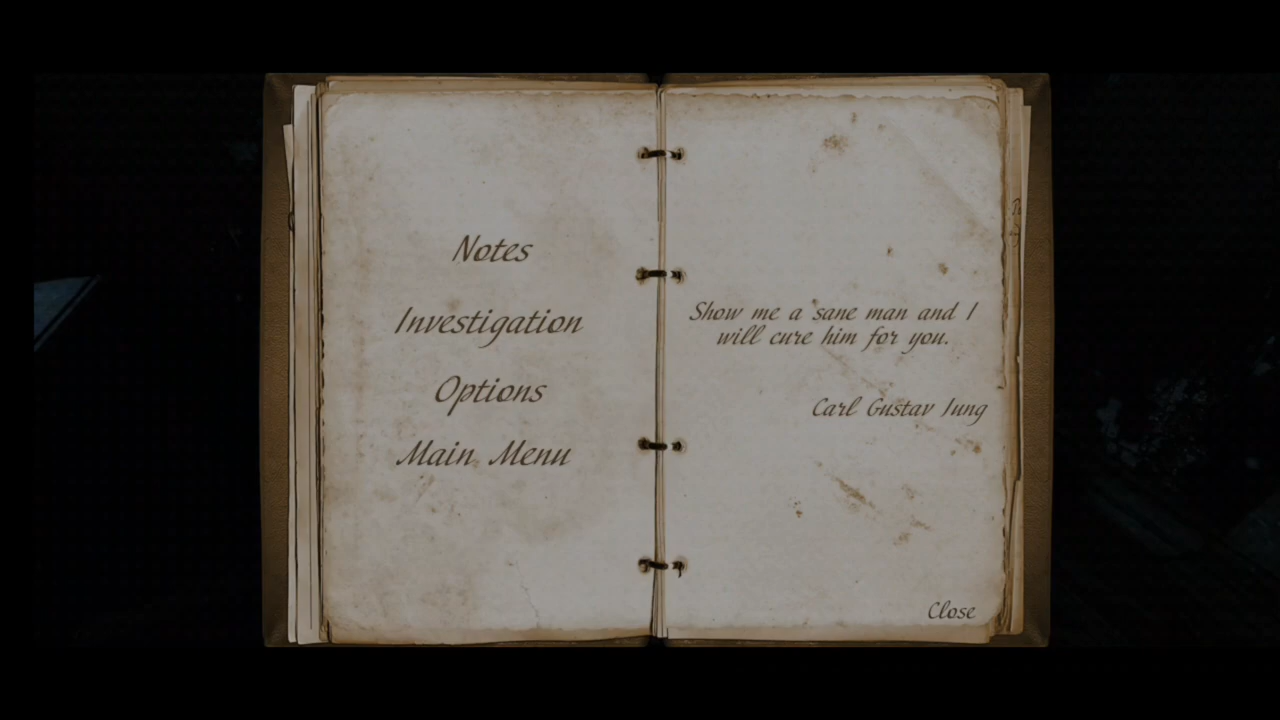 Notes
Investigation
Options
Main Menu
Show me a sane man and I
will cure him for you.
Carl Gustav Jung
Close